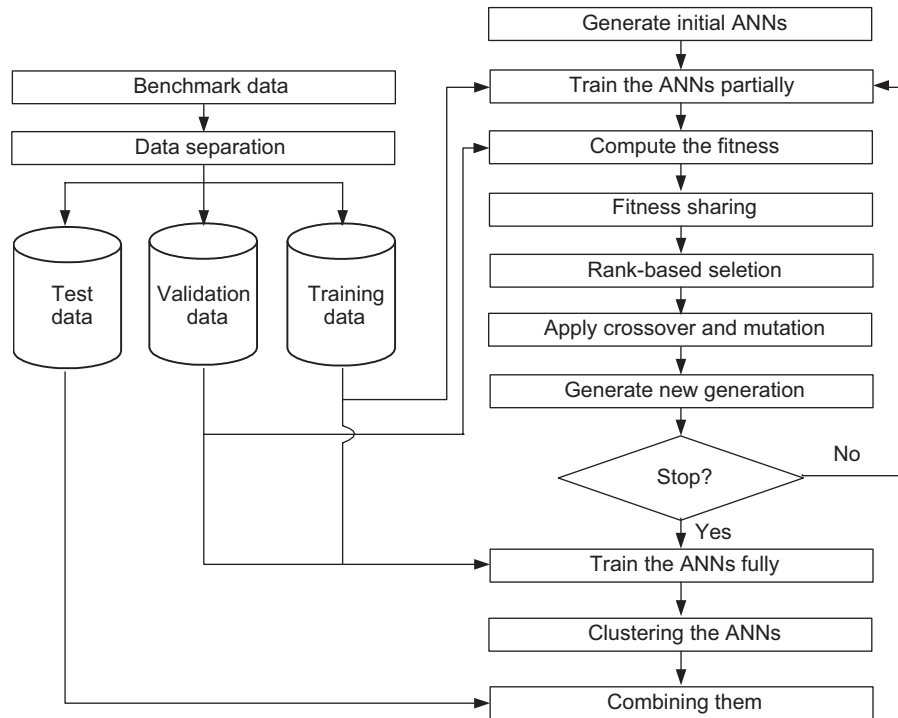 Generate initial ANNs
Benchmark data
Train the ANNs partially
Data separation
Compute the fitness
Fitness sharing
Test
data
Validation
data
Training
data
Rank-based seletion
Apply crossover and mutation
Generate new generation
Stop?
No
Yes
Train the ANNs fully
Clustering the ANNs
Combining them